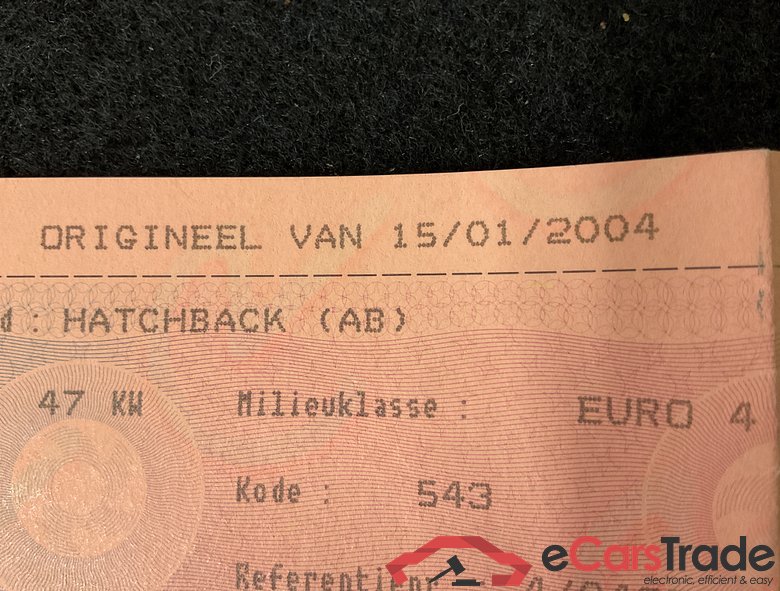 ORIGINEEL VAN 15/01/2004
d : HATCHBACK (AB)
47 KW Milieuklasse : EURO 4
Kode : 543
eCarsTrade
electronic, efficient & easy